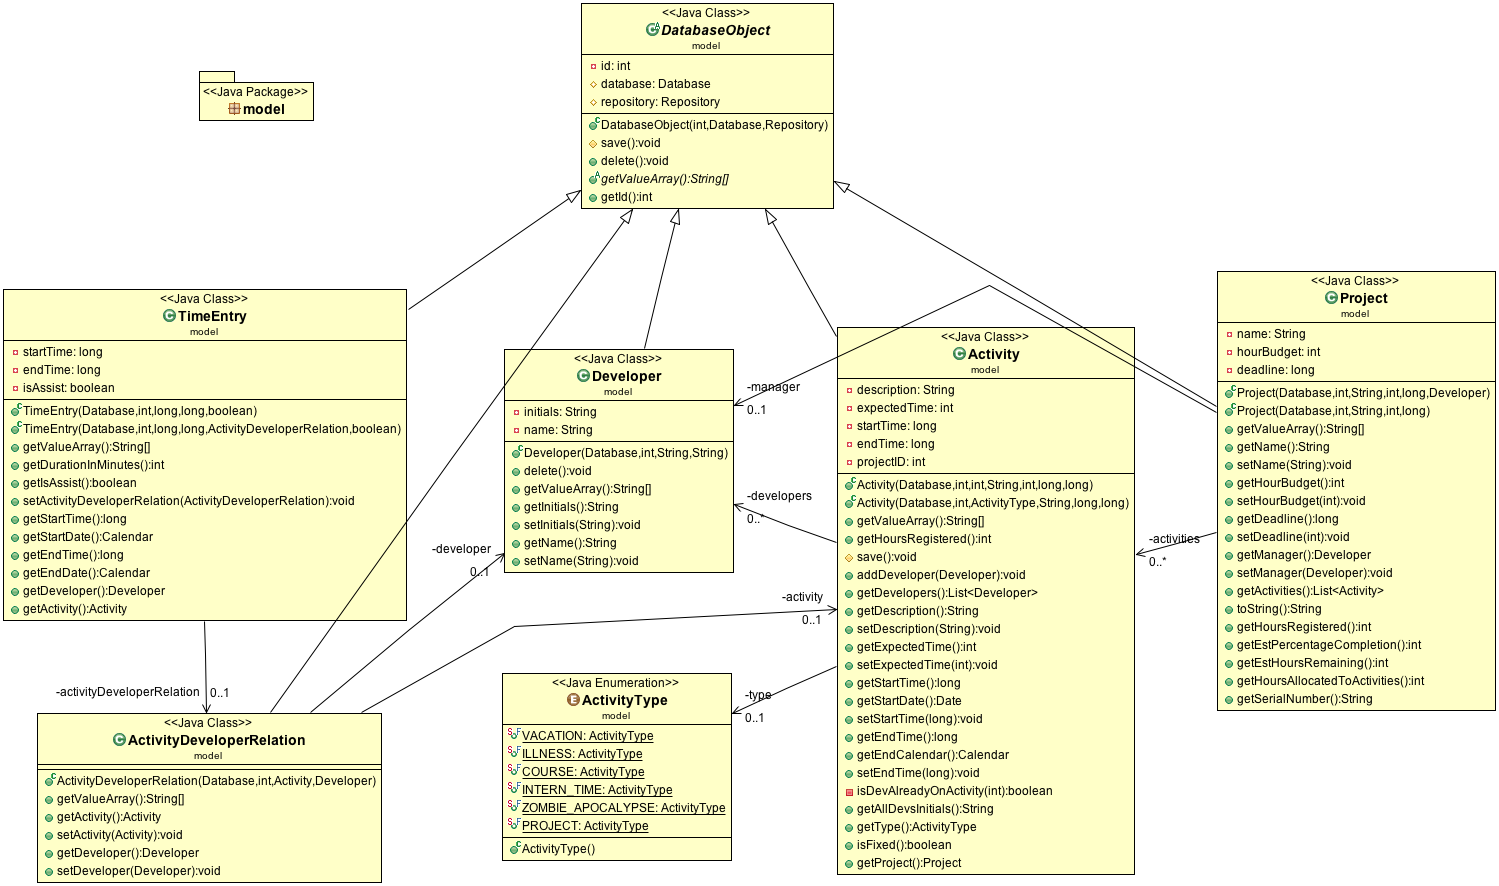 <<Java Package>>
model
<<Java Class>>
DatabaseObject
model
id: int
database: Database
repository: Repository
DatabaseObject(int,Database,Repository)
save():void
delete():void
getValueArray():String[]
getId():int
<<Java Class>>
TimeEntry
model
startTime: long
endTime: long
isAssist: boolean
TimeEntry(Database,int,long,long,boolean)
TimeEntry(Database,int,long,long,ActivityDeveloperRelation,boolean)
getValueArray():String[]
getDurationInMinutes():int
getIsAssist():boolean
setActivityDeveloperRelation(ActivityDeveloperRelation):void
getStartTime():long
getStartDate():Calendar
getEndTime():long
getEndDate():Calendar
getDeveloper():Developer
getActivity():Activity
<<Java Class>>
Developer
model
initials: String
name: String
Developer(Database,int,String,String)
delete():void
getValueArray():String[]
getInitials():String
setInitials(String):void
getName():String
setName(String):void
-manager
0..1
-developers
0..*
<<Java Class>>
Activity
model
description: String
expectedTime: int
startTime: long
endTime: long
projectID: int
Activity(Database,int,int,String,int,long,long)
Activity(Database,int,ActivityType,String,long,long)
getValueArray():String[]
getHoursRegistered():int
save():void
addDeveloper(Developer):void
getDevelopers():List<Developer>
getDescription():String
setDescription(String):void
getExpectedTime():int
setExpectedTime(int):void
getStartTime():long
getStartDate():Date
setStartTime(long):void
getEndTime():long
getEndCalendar():Calendar
setEndTime(long):void
isDevAlreadyOnActivity(int):boolean
getAllDevsInitials():String
getType():ActivityType
isFixed():boolean
getProject():Project
<<Java Class>>
Project
model
name: String
hourBudget: int
deadline: long
Project(Database,int,String,int,long,Developer)
Project(Database,int,String,int,long)
getValueArray():String[]
getName():String
setName(String):void
getHourBudget():int
setHourBudget(int):void
getDeadline():long
setDeadline(int):void
getManager():Developer
setManager(Developer):void
getActivities():List<Activity>
toString():String
getHoursRegistered():int
getEstPercentageCompletion():int
getEstHoursRemaining():int
getHoursAllocatedToActivities():int
getSerialNumber():String
-activities
0..*
-developer
0..1
-activity
0..1
-type
0..1
-activityDeveloperRelation
0..1
<<Java Class>>
ActivityDeveloperRelation
model
ActivityDeveloperRelation(Database,int,Activity,Developer)
getValueArray():String[]
getActivity():Activity
setActivity(Activity):void
getDeveloper():Developer
setDeveloper(Developer):void
<<Java Enumeration>>
ActivityType
model
VACATION: ActivityType
ILLNESS: ActivityType
COURSE: ActivityType
INTERN_TIME: ActivityType
ZOMBIE_APOCALYPSE: ActivityType
PROJECT: ActivityType
ActivityType()